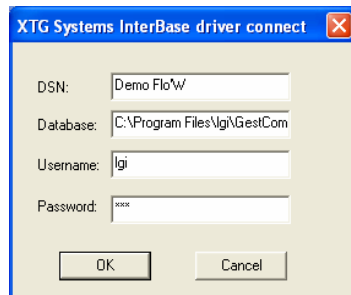 XTG Systems InterBase driver connect
DSN: Demo Flo'W
Database: C:\Program Files\lgi\GestCom
Username: lgi
Password: ×××
OK Cancel